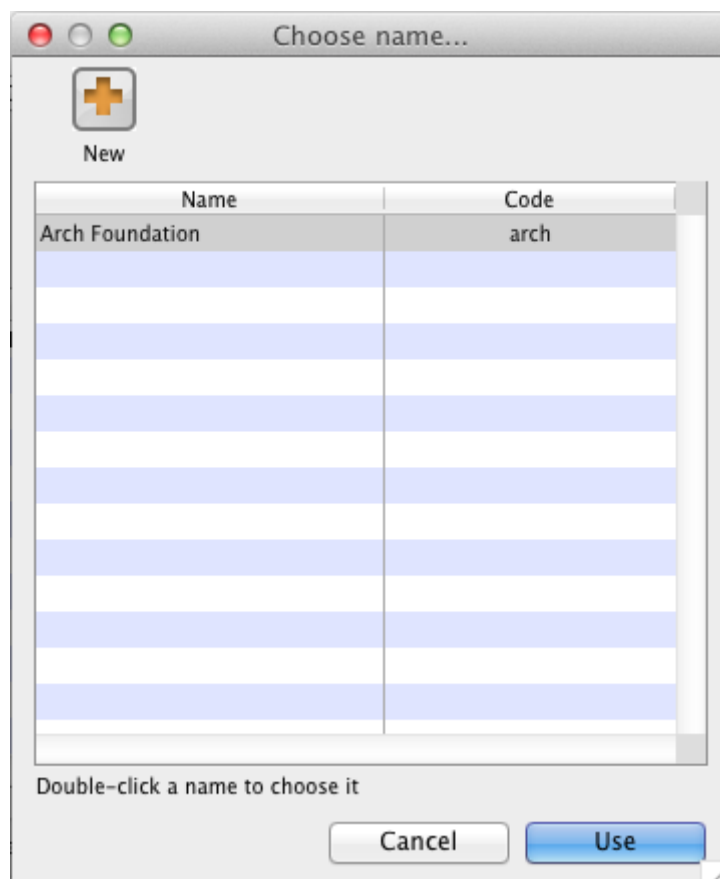 Choose name...
New
Name Code
Arch Foundation arch
Double-click a name to choose it
Cancel Use